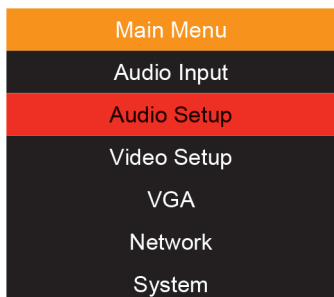 Main Menu
Audio Input
Audio Setup
Video Setup
VGA
Network
System